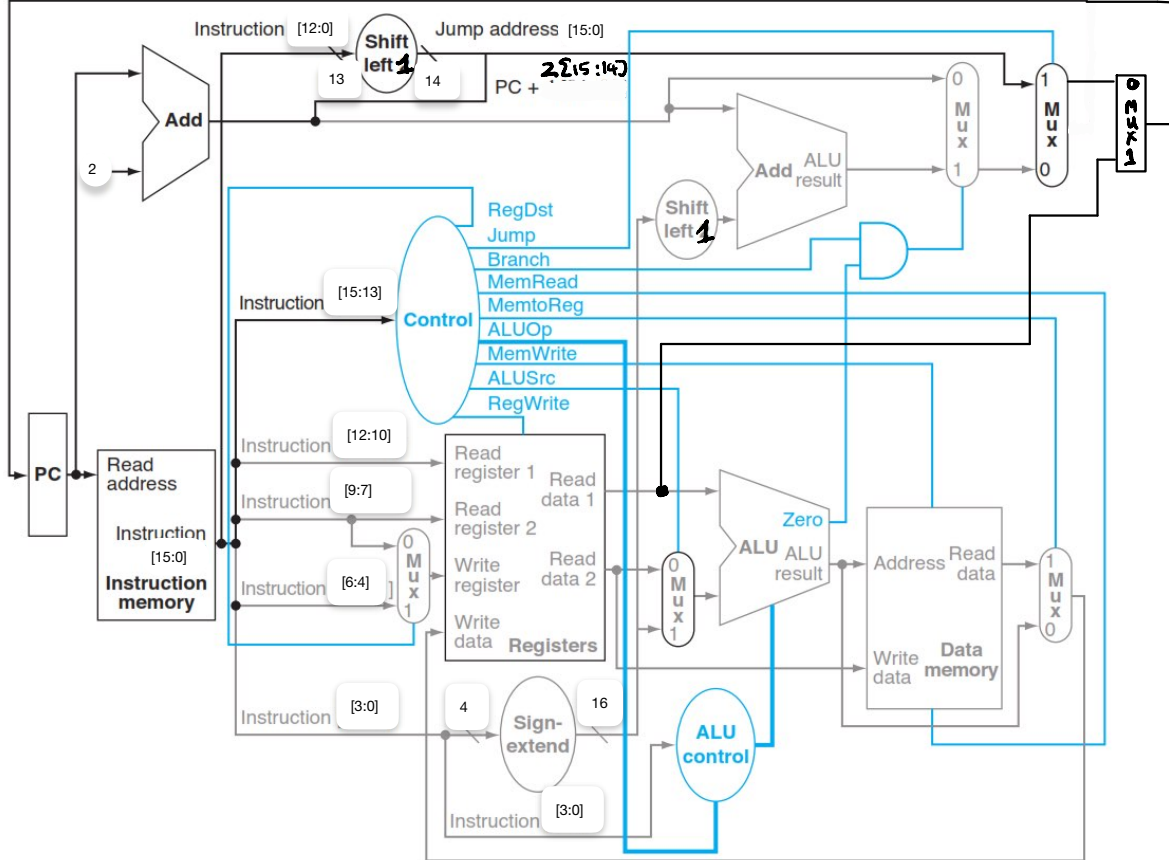 Instruction [12:0]
Shift left 1
Jump address [15:0]
13
14
PC + 2[15:14]
Add
2
0
Mux
1
1
Mux
0
0
Mux
1
Add ALU result
Shift left 1
RegDst
Jump
Branch
MemRead
MemtoReg
ALUOp
MemWrite
ALUSrc
RegWrite
Instruction [15:13]
Control
PC
Read address
Instruction
[15:0]
Instruction memory
Instruction [12:10]
Instruction [9:7]
Instruction [6:4] ]
0
Mux
1
Read register 1
Read register 2
Write register
Write data
Read data 1
Read data 2
Registers
0
Mux
1
Zero
ALU
ALU result
Address
Read data
Write data
Data memory
1
Mux
0
Instruction [3:0]
4
Sign-extend
16
ALU control
Instruction [3:0]